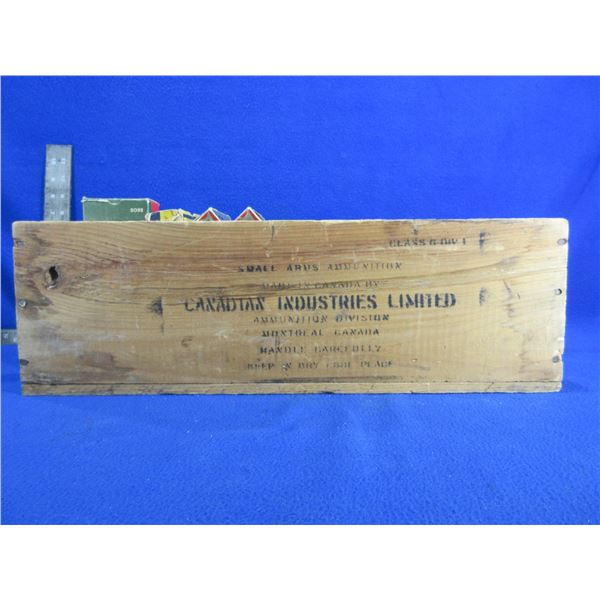 CLASS 6 DIV 1
SMALL ARMS AMMUNITION
MADE IN CANADA BY
CANADIAN INDUSTRIES LIMITED
AMMUNITION DIVISION
MONTREAL CANADA
HANDLE CAREFULLY
KEEP IN DRY COOL PLACE